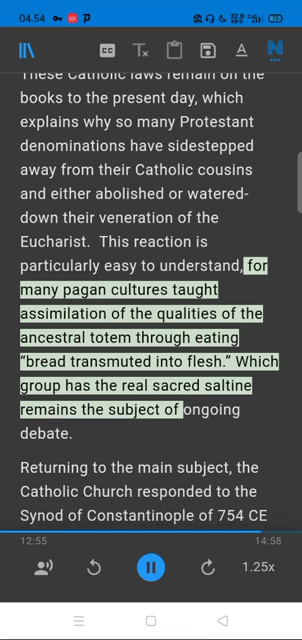 04.54
These Catholic laws remain on the
books to the present day, which
explains why so many Protestant
denominations have sidestepped
away from their Catholic cousins
and either abolished or watered-
down their veneration of the
Eucharist.  This reaction is
particularly easy to understand, for
many pagan cultures taught
assimilation of the qualities of the
ancestral totem through eating
“bread transmuted into flesh.” Which
group has the real sacred saltine
remains the subject of ongoing
debate.
Returning to the main subject, the
Catholic Church responded to the
Synod of Constantinople of 754 CE
12:55 14:58
1.25x